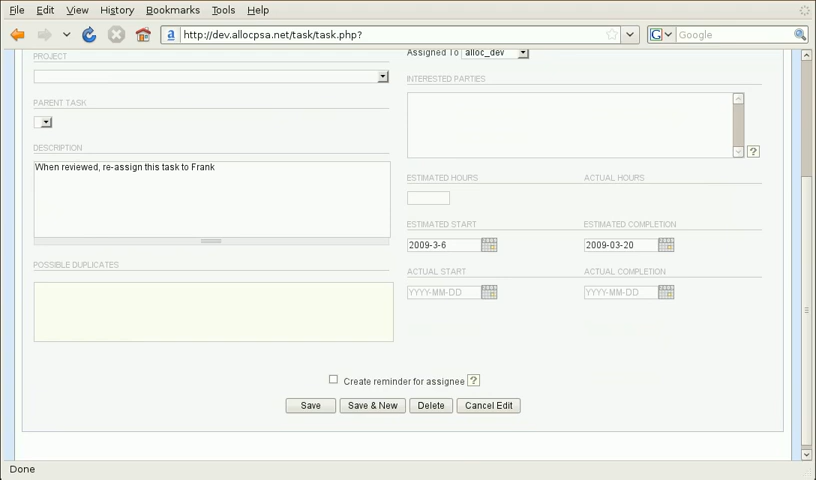 File Edit View History Bookmarks Tools Help
http://dev.allocpsa.net/task/task.php?
Google
PROJECT
Assigned To alloc_dev
INTERESTED PARTIES
PARENT TASK
DESCRIPTION
When reviewed, re-assign this task to Frank
?
ESTIMATED HOURS ACTUAL HOURS
ESTIMATED START ESTIMATED COMPLETION
2009-3-6 2009-03-20
POSSIBLE DUPLICATES
ACTUAL START ACTUAL COMPLETION
YYYY-MM-DD YYYY-MM-DD
Create reminder for assignee ?
Save Save & New Delete Cancel Edit
Done